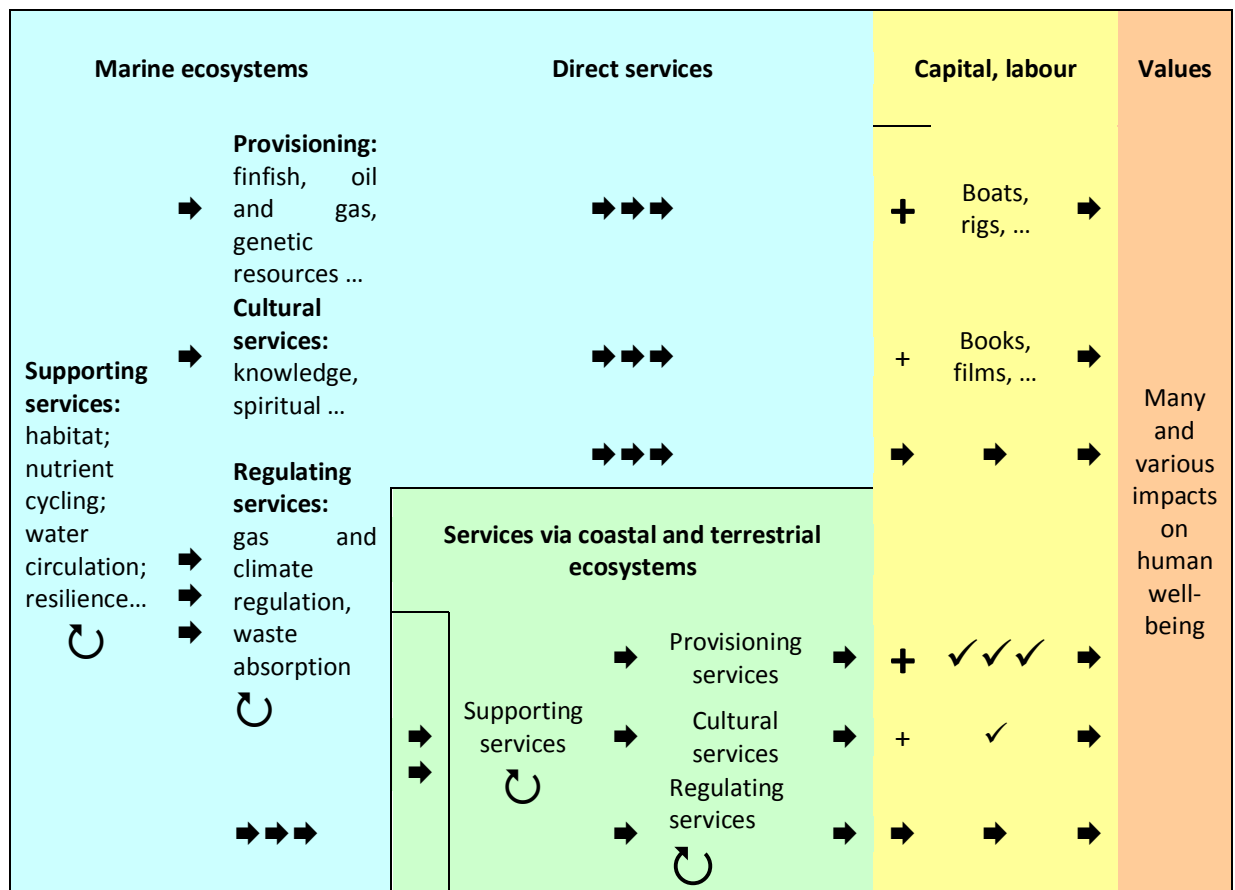 Marine ecosystems
Direct services
Capital, labour
Values
Supporting
services:
habitat;
nutrient
cycling;
water
circulation;
resilience…
Provisioning:
finfish, oil
and gas,
genetic
resources …
Cultural
services:
knowledge,
spiritual …
Regulating
services:
gas and
climate
regulation,
waste
absorption
+
Boats,
rigs, …
+
Books,
films, …
Services via coastal and terrestrial
ecosystems
Supporting
services
Provisioning
services
+
✓✓✓
Cultural
services
+
✓
Regulating
services
Many
and
various
impacts
on
human
well-
being